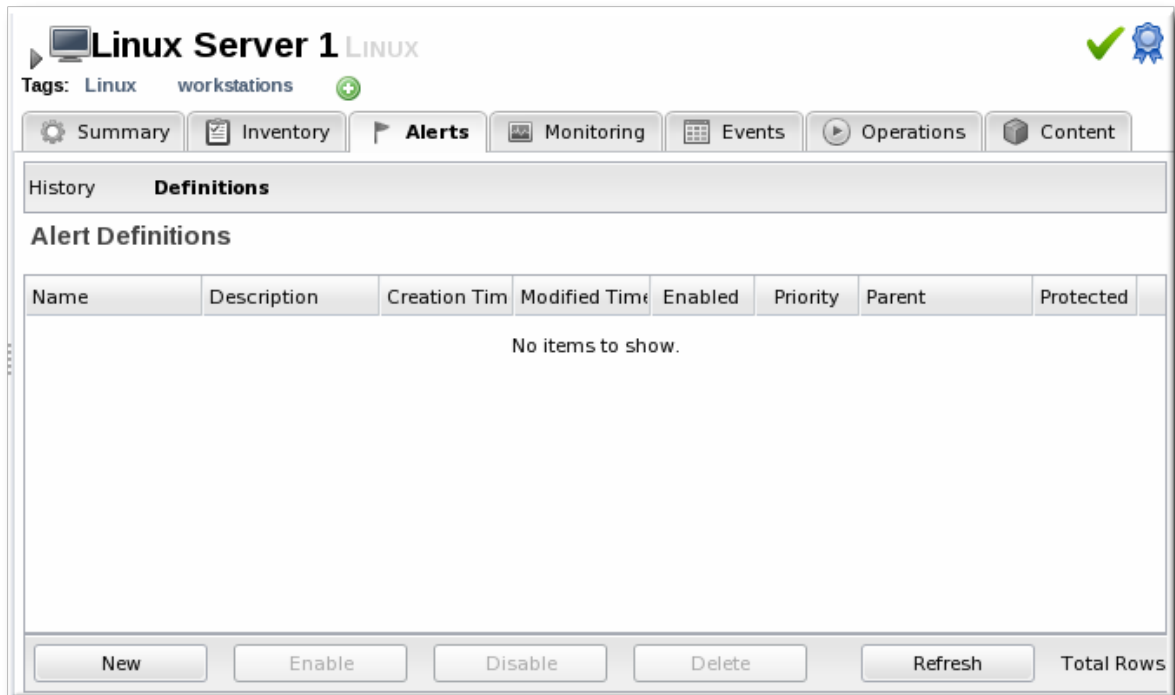 Linux Server 1 LINUX
Tags: Linux workstations
Summary Inventory Alerts Monitoring Events Operations Content
History Definitions
Alert Definitions
Name Description Creation Tim Modified Time Enabled Priority Parent Protected
No items to show.
New Enable Disable Delete Refresh Total Rows